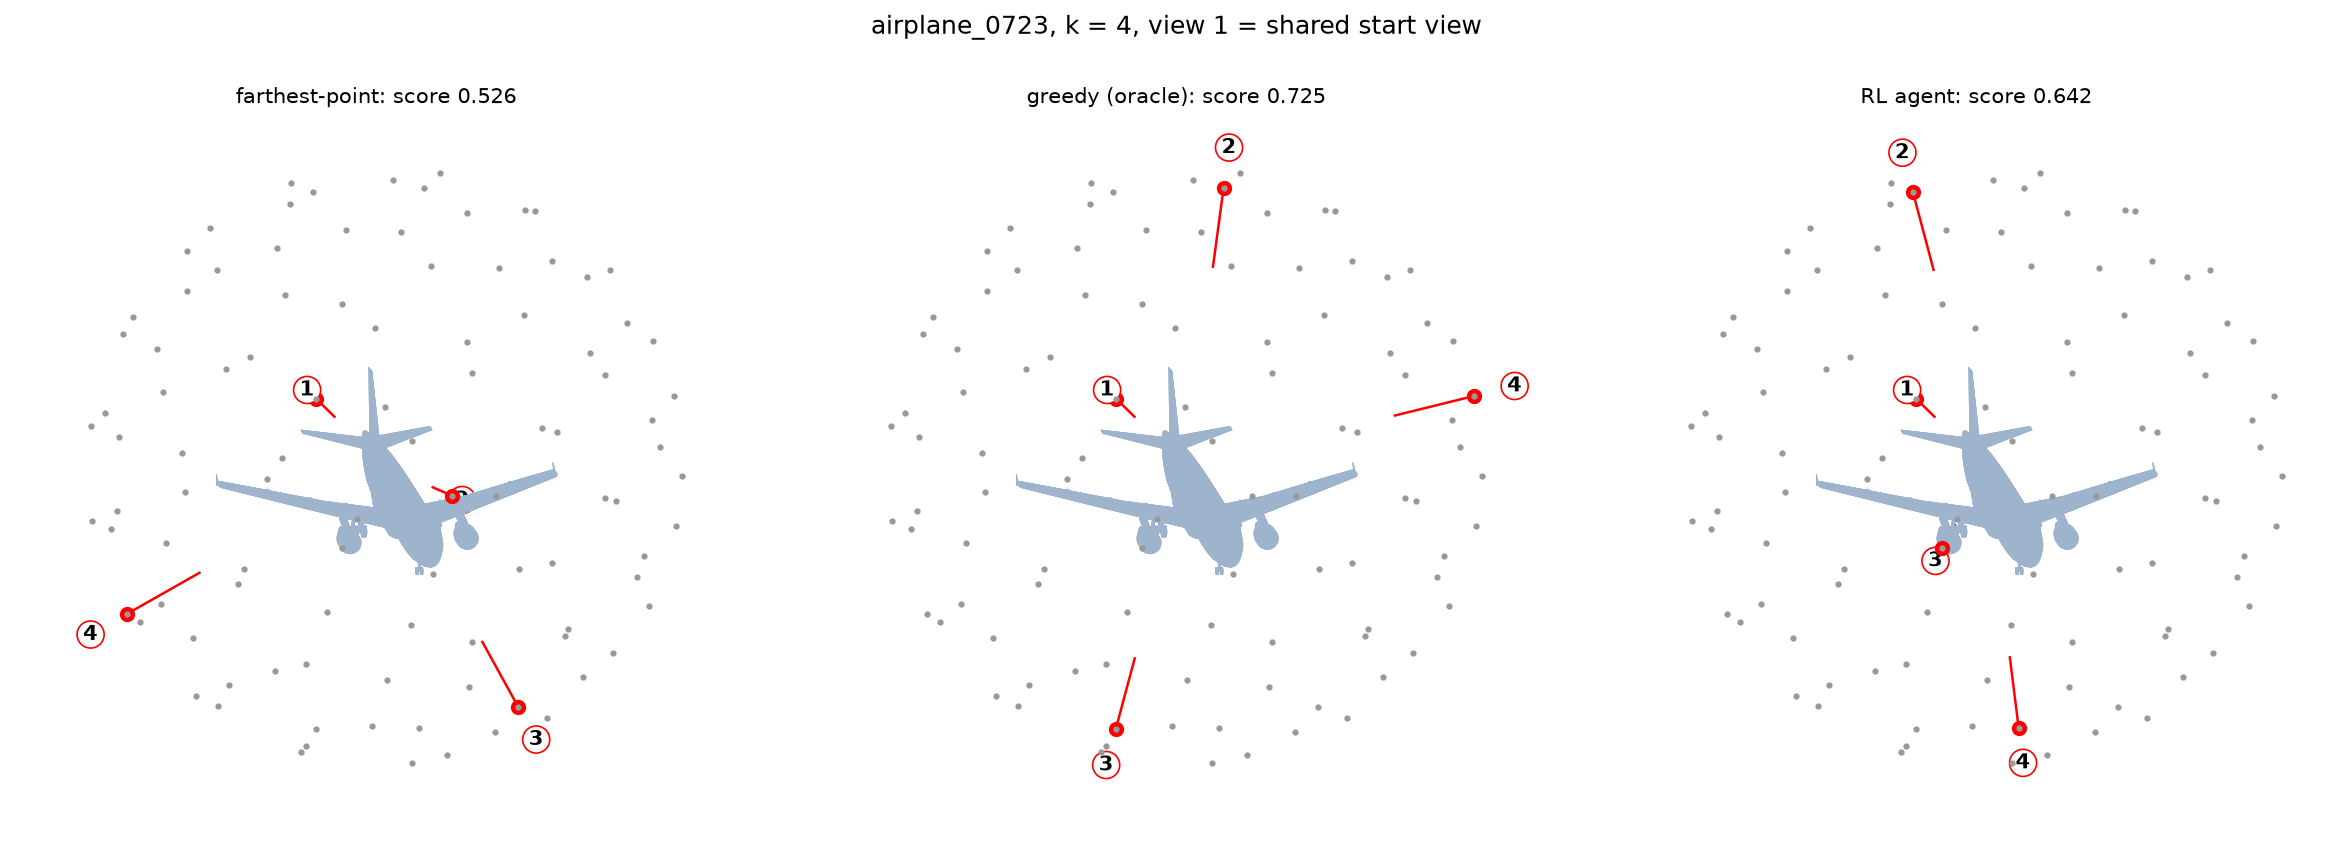 airplane_0723, k = 4, view 1 = shared start view
farthest-point: score 0.526
1
4
3
greedy (oracle): score 0.725
2
1
4
3
RL agent: score 0.642
2
1
3
4